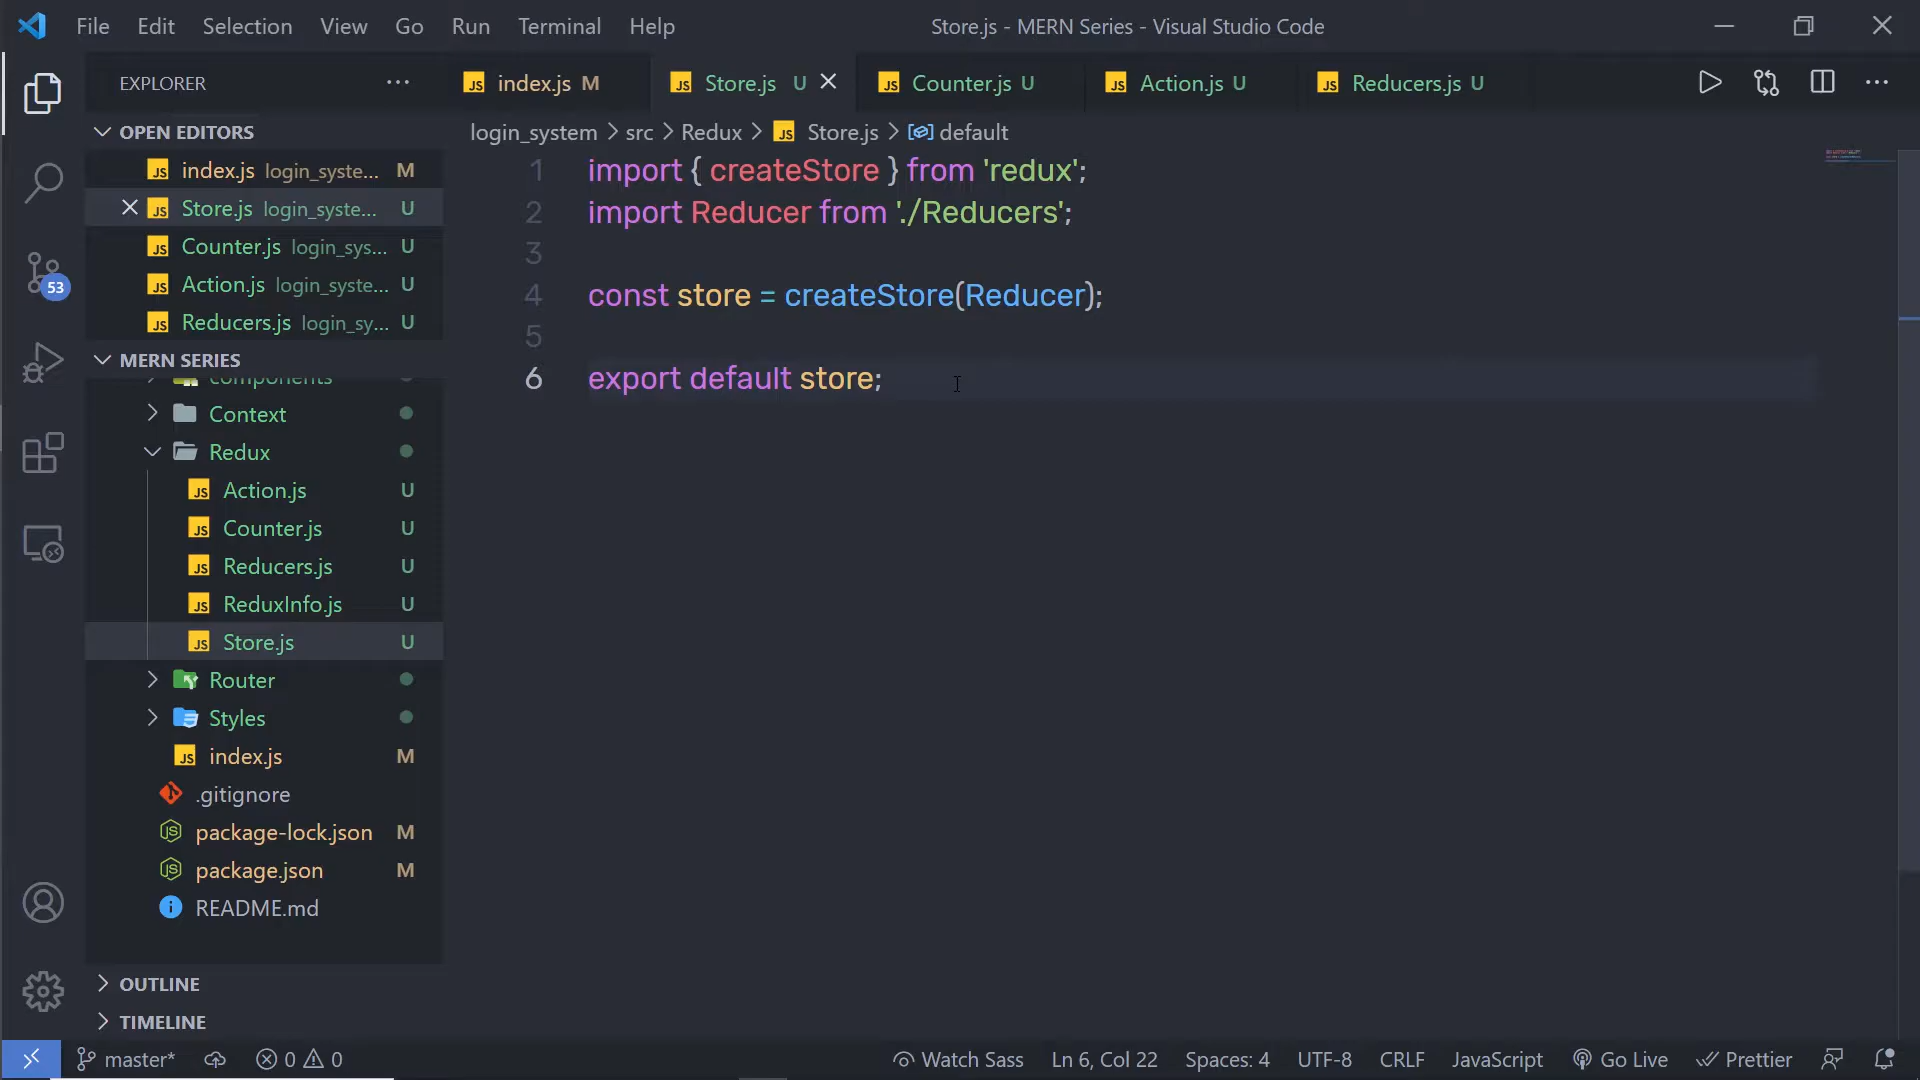 File Edit Selection View Go Run Terminal Help
Store.js - MERN Series - Visual Studio Code
EXPLORER
index.js M
Store.js U
Counter.js U
Action.js U
Reducers.js U
OPEN EDITORS
index.js login_syste... M
Store.js login_syste... U
Counter.js login_sys... U
Action.js login_syste... U
Reducers.js login_sy... U
MERN SERIES
components
Context
Redux
Action.js U
Counter.js U
Reducers.js U
ReduxInfo.js U
Store.js U
Router
Styles
index.js M
.gitignore
package-lock.json M
package.json M
README.md
OUTLINE
TIMELINE
53
login_system > src > Redux > JS Store.js > default
1 import { createStore } from 'redux';
2 import Reducer from './Reducers';
3
4 const store = createStore(Reducer);
5
6 export default store;
master* 0 0 Watch Sass Ln 6, Col 22 Spaces: 4 UTF-8 CRLF JavaScript Go Live Prettier